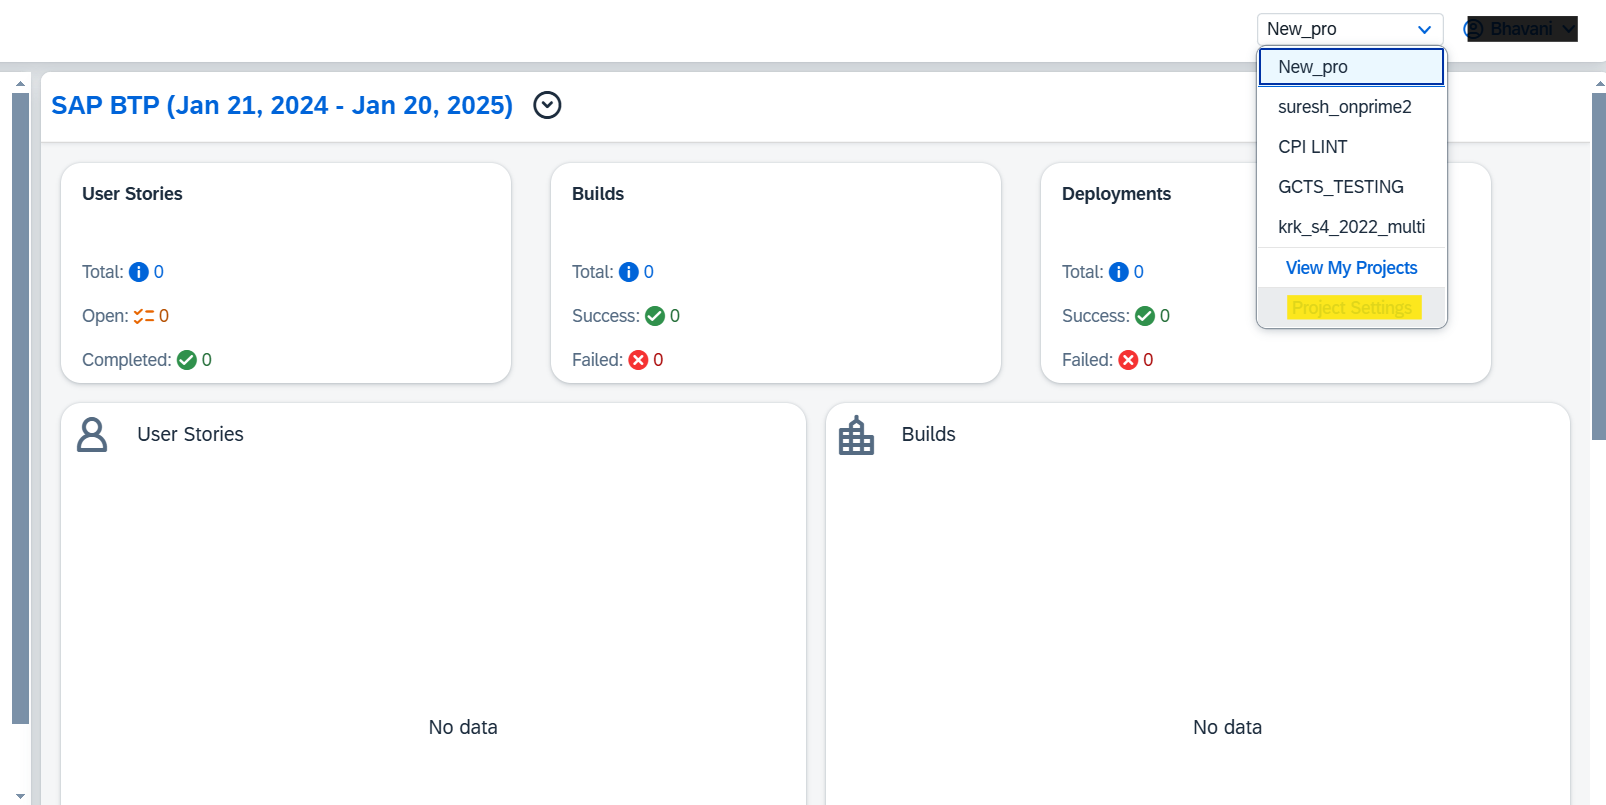 New_pro
Bhavani
New_pro
SAP BTP (Jan 21, 2024 - Jan 20, 2025)
suresh_onprime2
CPI LINT
GCTS_TESTING
krk_s4_2022_multi
View My Projects
Project Settings
User Stories
Total: 0
Open: 0
Completed: 0
Builds
Total: 0
Success: 0
Failed: 0
Deployments
Total: 0
Success: 0
Failed: 0
User Stories
No data
Builds
No data